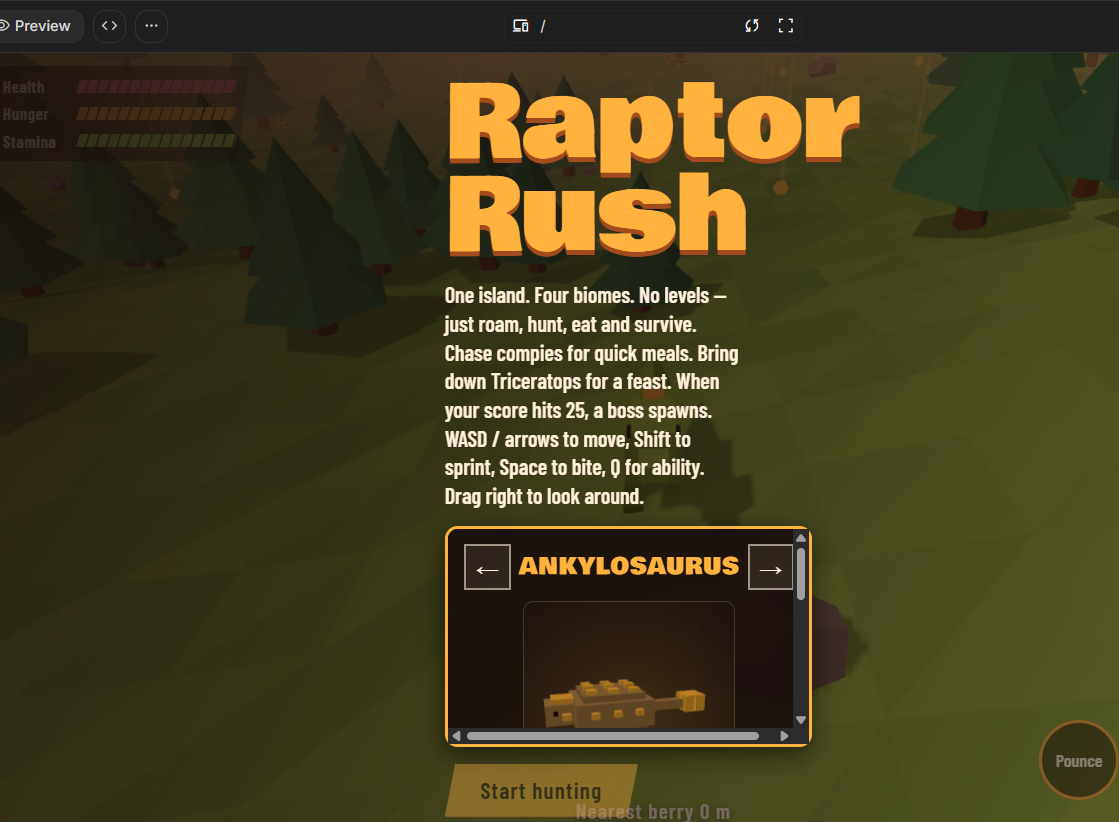 Preview
/
Health
Hunger
Stamina
Raptor
Rush
One island. Four biomes. No levels —
just roam, hunt, eat and survive.
Chase compies for quick meals. Bring
down Triceratops for a feast. When
your score hits 25, a boss spawns.
WASD / arrows to move, Shift to
sprint, Space to bite, Q for ability.
Drag right to look around.
← ANKYLOSAURUS →
Pounce
Start hunting
Nearest berry 0 m